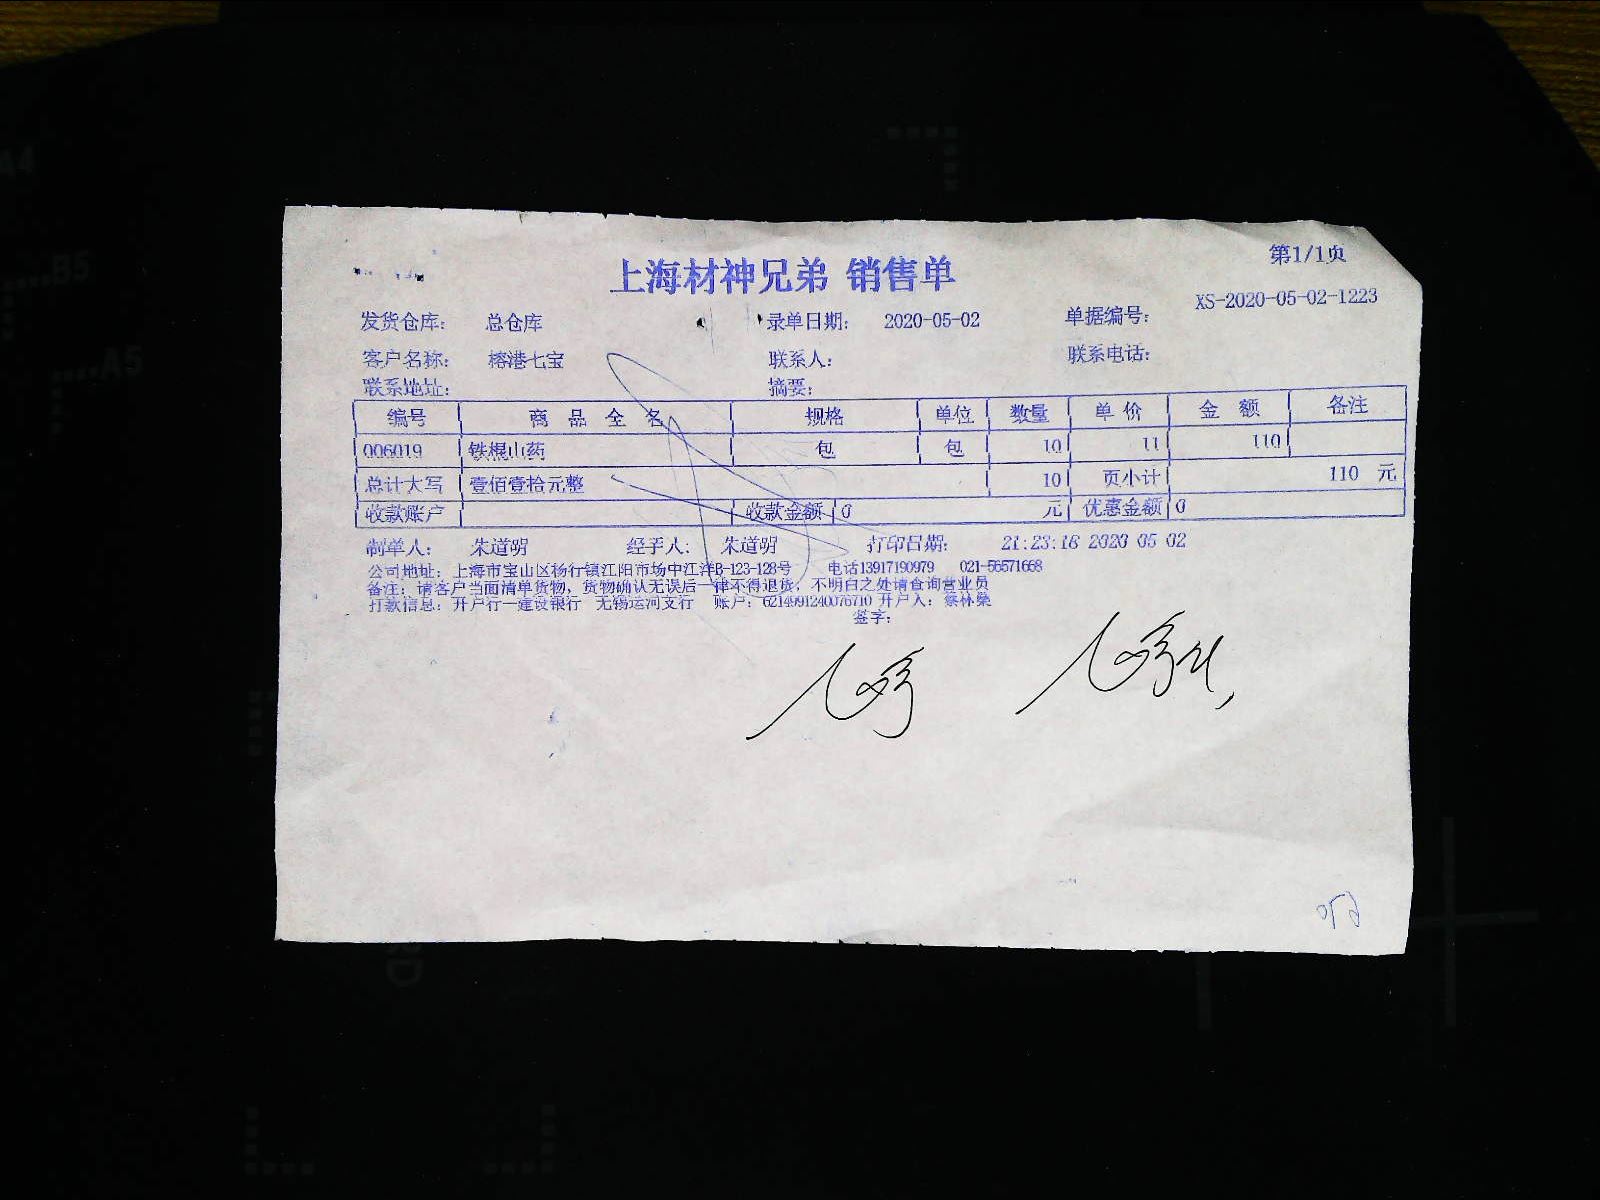 第1/1页
上海材神兄弟 销售单
发货仓库： 总仓库 录单日期： 2020-05-02 单据编号： XS-2020-05-02-1223
客户名称： 榕港七宝 联系人： 联系电话：
联系地址： 摘要：
编号 商品全名 规格 单位 数量 单价 金额 备注
006019 铁棍山药 包 包 10 11 110
总计大写 壹佰壹拾元整 10 页小计 110 元
收款账户 收款金额 0 元 优惠金额 0
制单人： 朱道明 经手人： 朱道明 打印日期： 21:23:18 2020 05 02
公司地址：上海市宝山区杨行镇江阳市场中江洋B-123-128号 电话13917190979 021-56571668
备注：请客户当面清单货物，货物确认无误后一律不得退货，不明白之处请查询营业员
打款信息：开户行一建设银行 无锡运河支行 账户：6214991240076710 开户人：蔡林荣
签字：